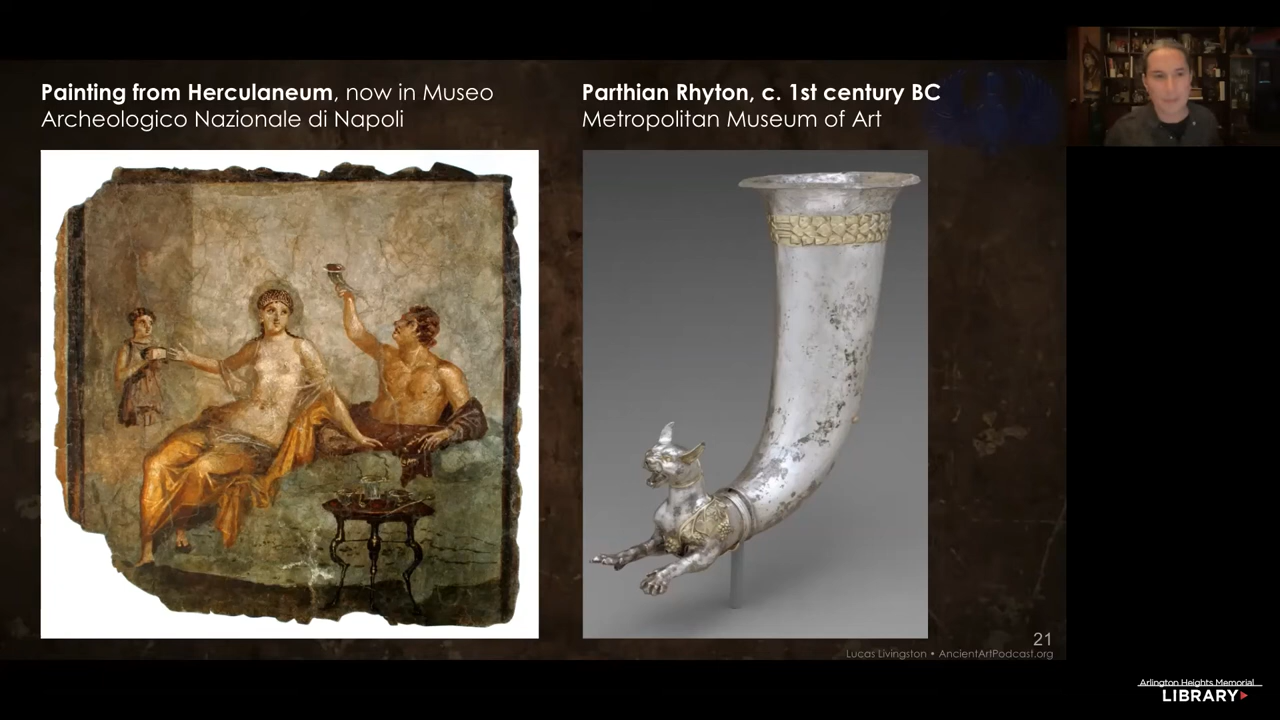 Painting from Herculaneum, now in Museo
Archeologico Nazionale di Napoli
Parthian Rhyton, c. 1st century BC
Metropolitan Museum of Art
21
Lucas Livingston • AncientArtPodcast.org
Arlington Heights Memorial
LIBRARY